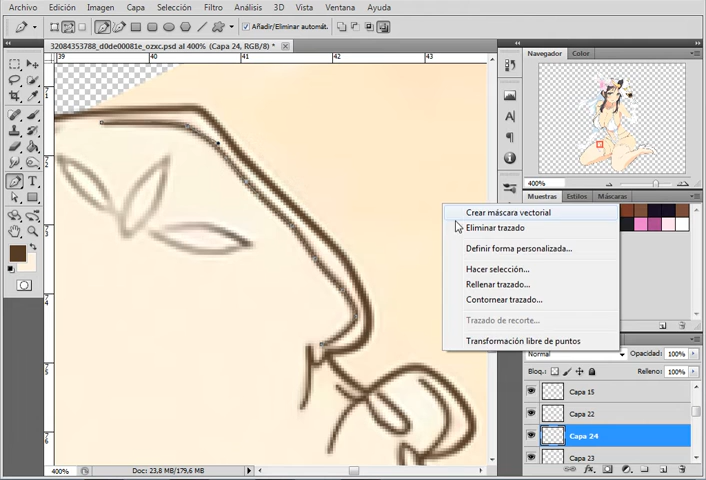 Archivo Edición Imagen Capa Selección Filtro Análisis 3D Vista Ventana Ayuda
Añadir/Eliminar automát.
32084353788_d0de00081e_ozxc.psd al 400% (Capa 24, RGB/8) *
Navegador Color
39 40 41 42 43
400%
Muestras Estilos Máscaras
Crear máscara vectorial
Eliminar trazado
Definir forma personalizada...
Hacer selección...
Rellenar trazado...
Contornear trazado...
Trazado de recorte...
Transformación libre de puntos
Normal Opacidad: 100%
Bloq.: Relleno: 100%
Capa 15
Capa 22
Capa 24
Capa 23
400% Doc: 23,8 MB/179,6 MB